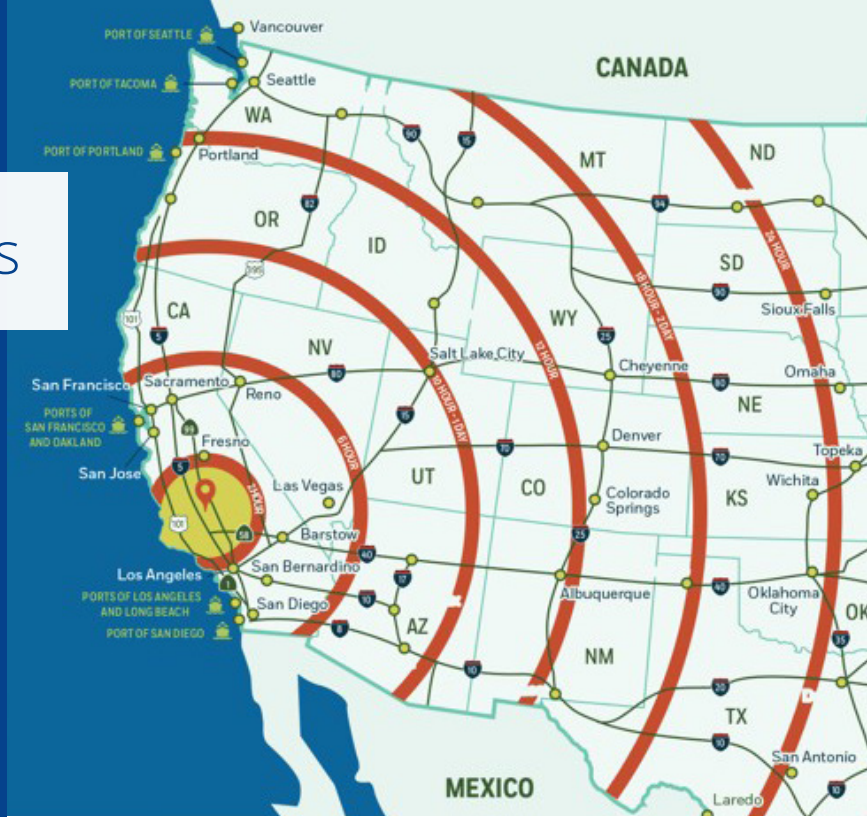 PORT OF SEATTLE
Vancouver
PORT OF TACOMA
Seattle
CANADA
WA
90
15
MT
ND
PORT OF PORTLAND
Portland
82
94
OR
ID
24 HOUR
S
395
SD
18 HOUR - 2 DAY
90
Sioux Falls
101
CA
5
WY
25
12 HOUR
NV
Salt Lake City
80
Cheyenne
80
Omaha
San Francisco
Sacramento
Reno
10 HOUR - 1 DAY
NE
PORTS OF
SAN FRANCISCO
AND OAKLAND
99
15
Fresno
6 HOUR
70
Denver
70
Topeka
San Jose
5
2 HOUR
Las Vegas
UT
CO
Colorado
Springs
Wichita
KS
101
58
Barstow
25
40
Los Angeles
San Bernardino
1
17
Albuquerque
40
Oklahoma
City
PORTS OF LOS ANGELES
AND LONG BEACH
10
San Diego
OK
PORT OF SAN DIEGO
8
AZ
35
10
NM
20
TX
10
San Antonio
10
MEXICO
Laredo